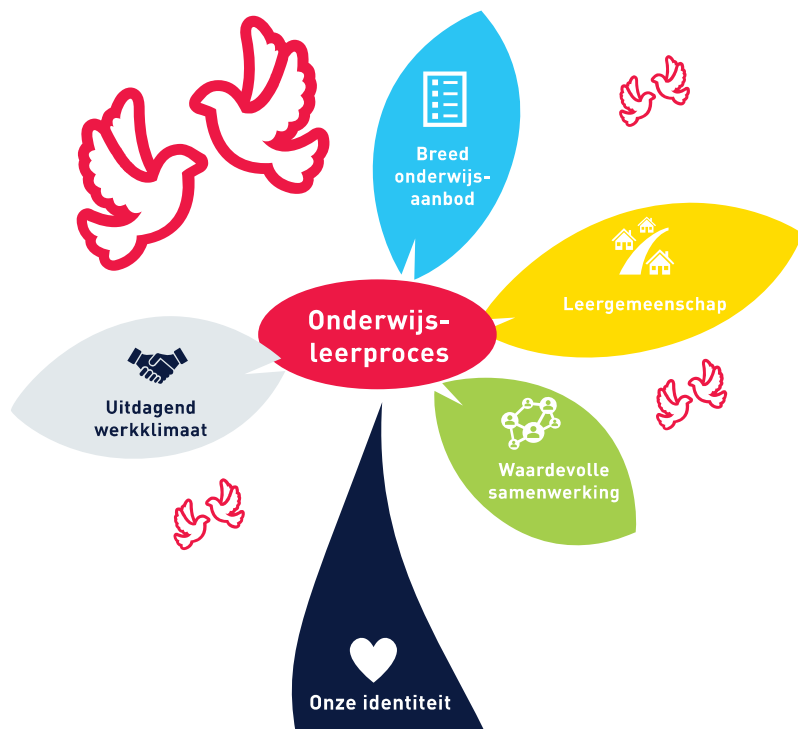 Breed
onderwijs-
aanbod
Leergemeenschap
Onderwijs-
leerproces
Uitdagend
werkklimaat
Waardevolle
samenwerking
Onze identiteit